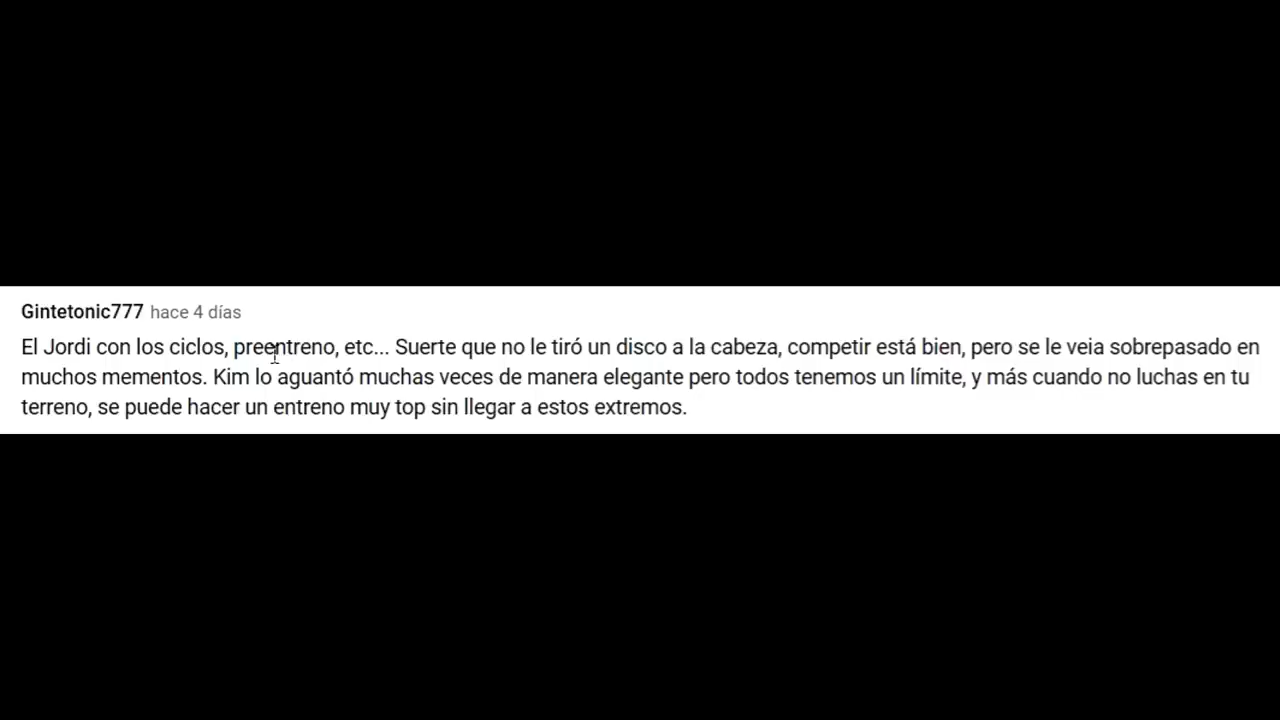 Gintetonic777 hace 4 días
El Jordi con los ciclos, preentreno, etc... Suerte que no le tiró un disco a la cabeza, competir está bien, pero se le veia sobrepasado en
muchos mementos. Kim lo aguantó muchas veces de manera elegante pero todos tenemos un límite, y más cuando no luchas en tu
terreno, se puede hacer un entreno muy top sin llegar a estos extremos.